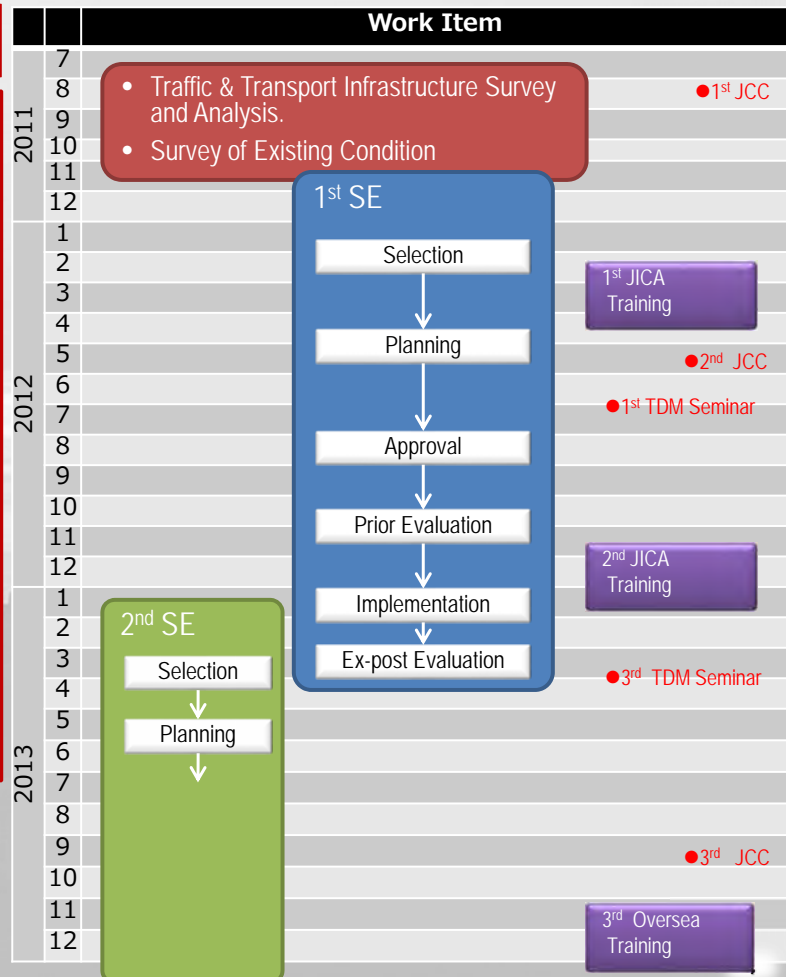 Work Item
2011
7
8
9
10
11
12
• Traffic & Transport Infrastructure Survey
and Analysis.
• Survey of Existing Condition
●1st JCC
2012
1
2
3
4
5
6
7
8
9
10
11
12
1st SE
Selection
Planning
Approval
Prior Evaluation
Implementation
Ex-post Evaluation
1st JICA
Training
●2nd JCC
●1st TDM Seminar
2nd JICA
Training
2013
1
2
3
4
5
6
7
8
9
10
11
12
2nd SE
Selection
Planning
●3rd TDM Seminar
●3rd JCC
3rd Oversea
Training